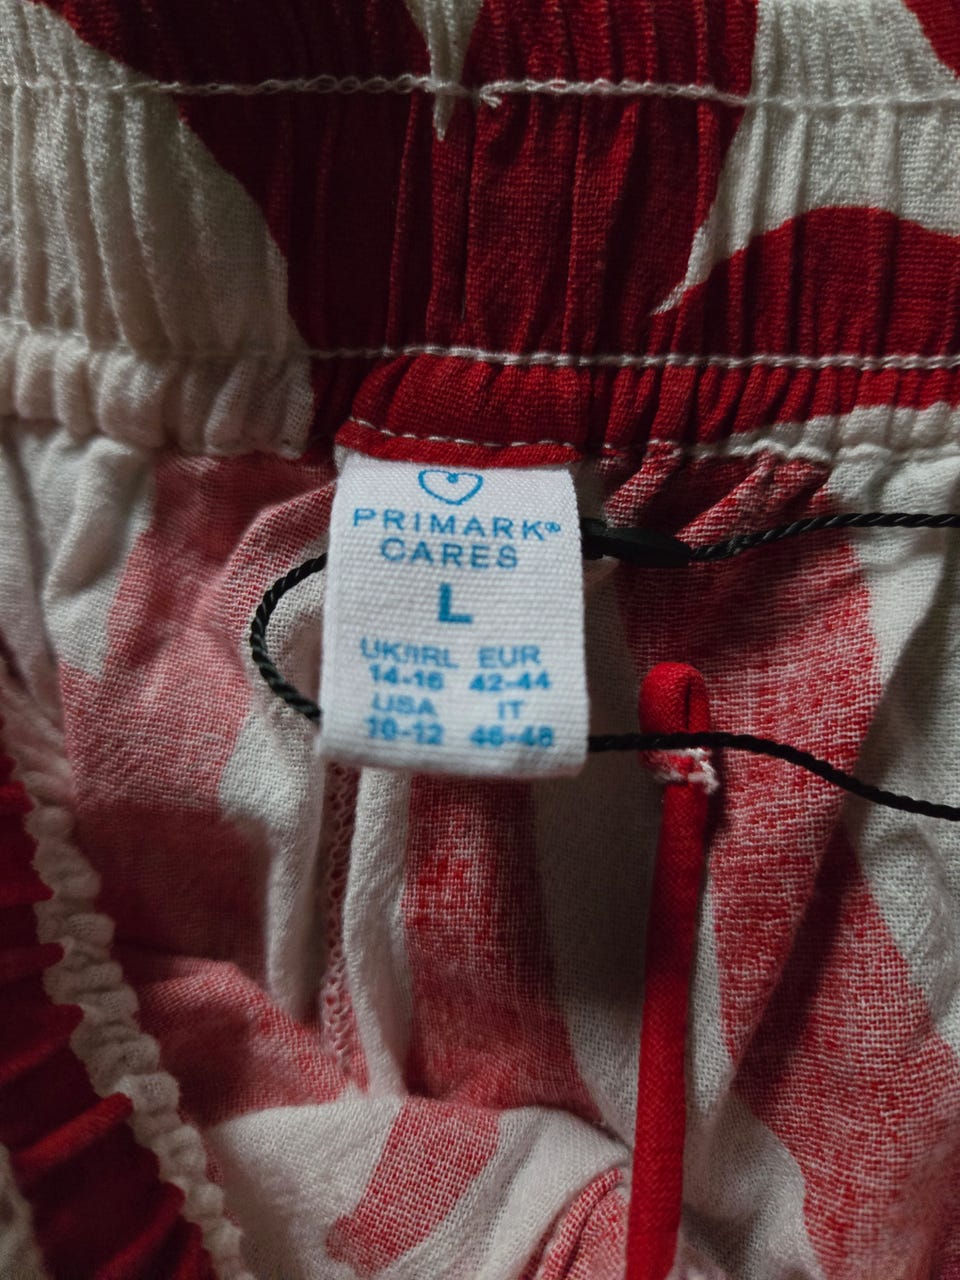 PRIMARK®
CARES
L
UK/IRL EUR
14-16 42-44
USA IT
10-12 46-48